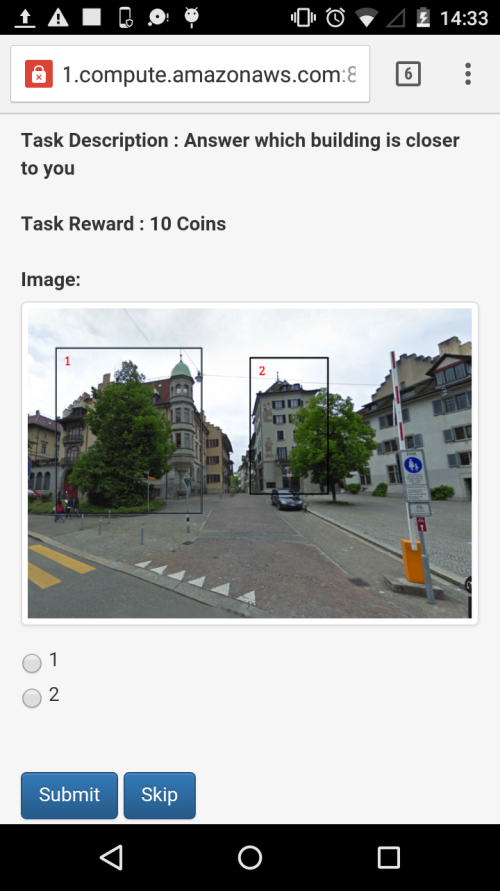 14:33
1.compute.amazonaws.com:8
6
Task Description : Answer which building is closer
to you
Task Reward : 10 Coins
Image:
1
2
1
2
Submit
Skip